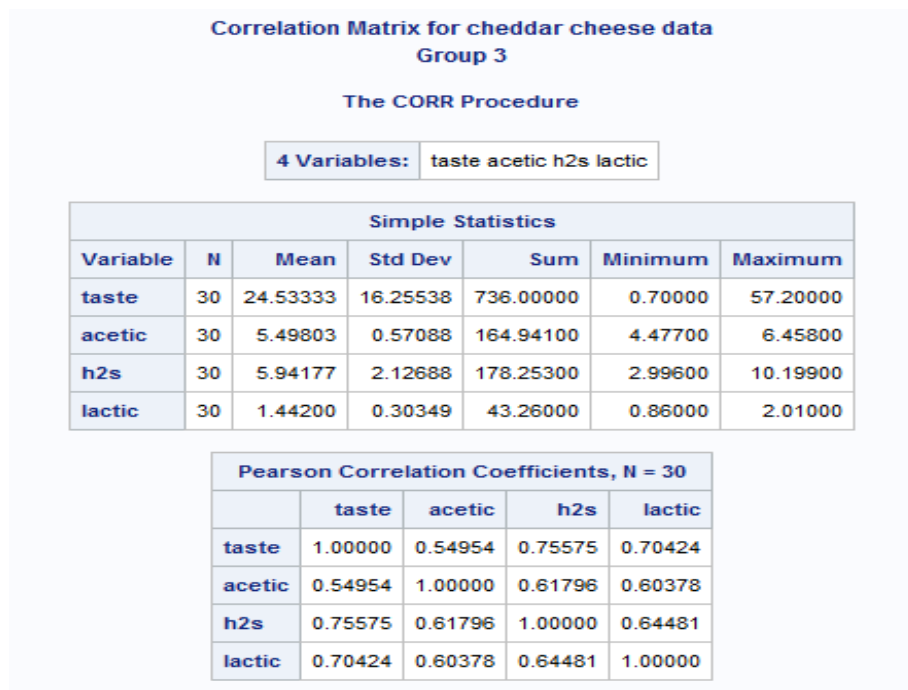 Correlation Matrix for cheddar cheese data
Group 3
The CORR Procedure
4 Variables: taste acetic h2s lactic
Simple Statistics
Variable N Mean Std Dev Sum Minimum Maximum
taste 30 24.53333 16.25538 736.00000 0.70000 57.20000
acetic 30 5.49803 0.57088 164.94100 4.47700 6.45800
h2s 30 5.94177 2.12688 178.25300 2.99600 10.19900
lactic 30 1.44200 0.30349 43.26000 0.86000 2.01000
Pearson Correlation Coefficients, N = 30
taste acetic h2s lactic
taste 1.00000 0.54954 0.75575 0.70424
acetic 0.54954 1.00000 0.61796 0.60378
h2s 0.75575 0.61796 1.00000 0.64481
lactic 0.70424 0.60378 0.64481 1.00000